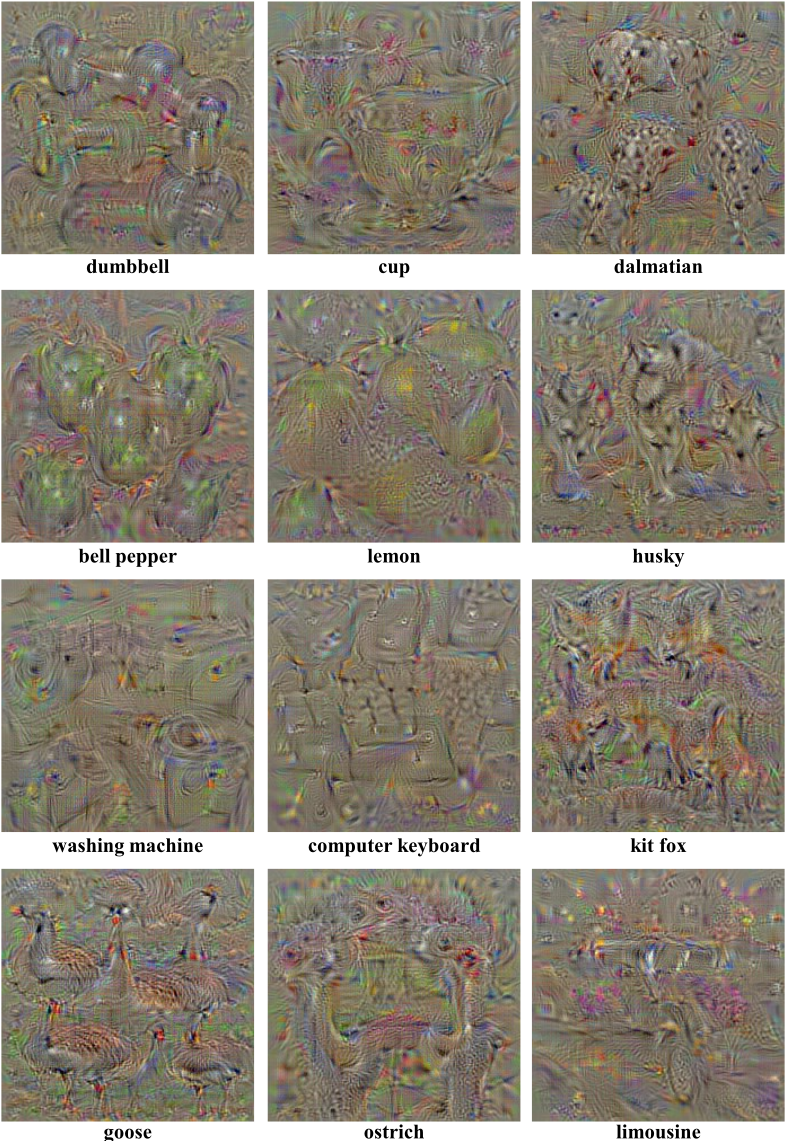 dumbbell cup dalmatian
bell pepper lemon husky
washing machine computer keyboard kit fox
goose ostrich limousine